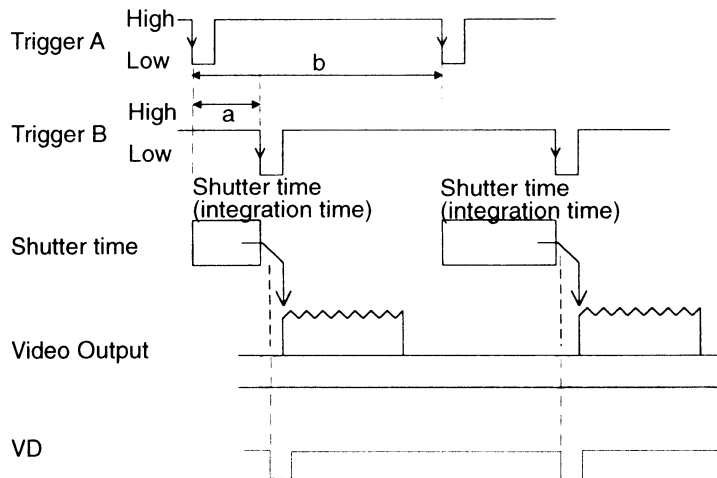 High
Trigger A
Low
b
High
a
Trigger B
Low
Shutter time
(integration time)
Shutter time
(integration time)
Shutter time
Video Output
VD